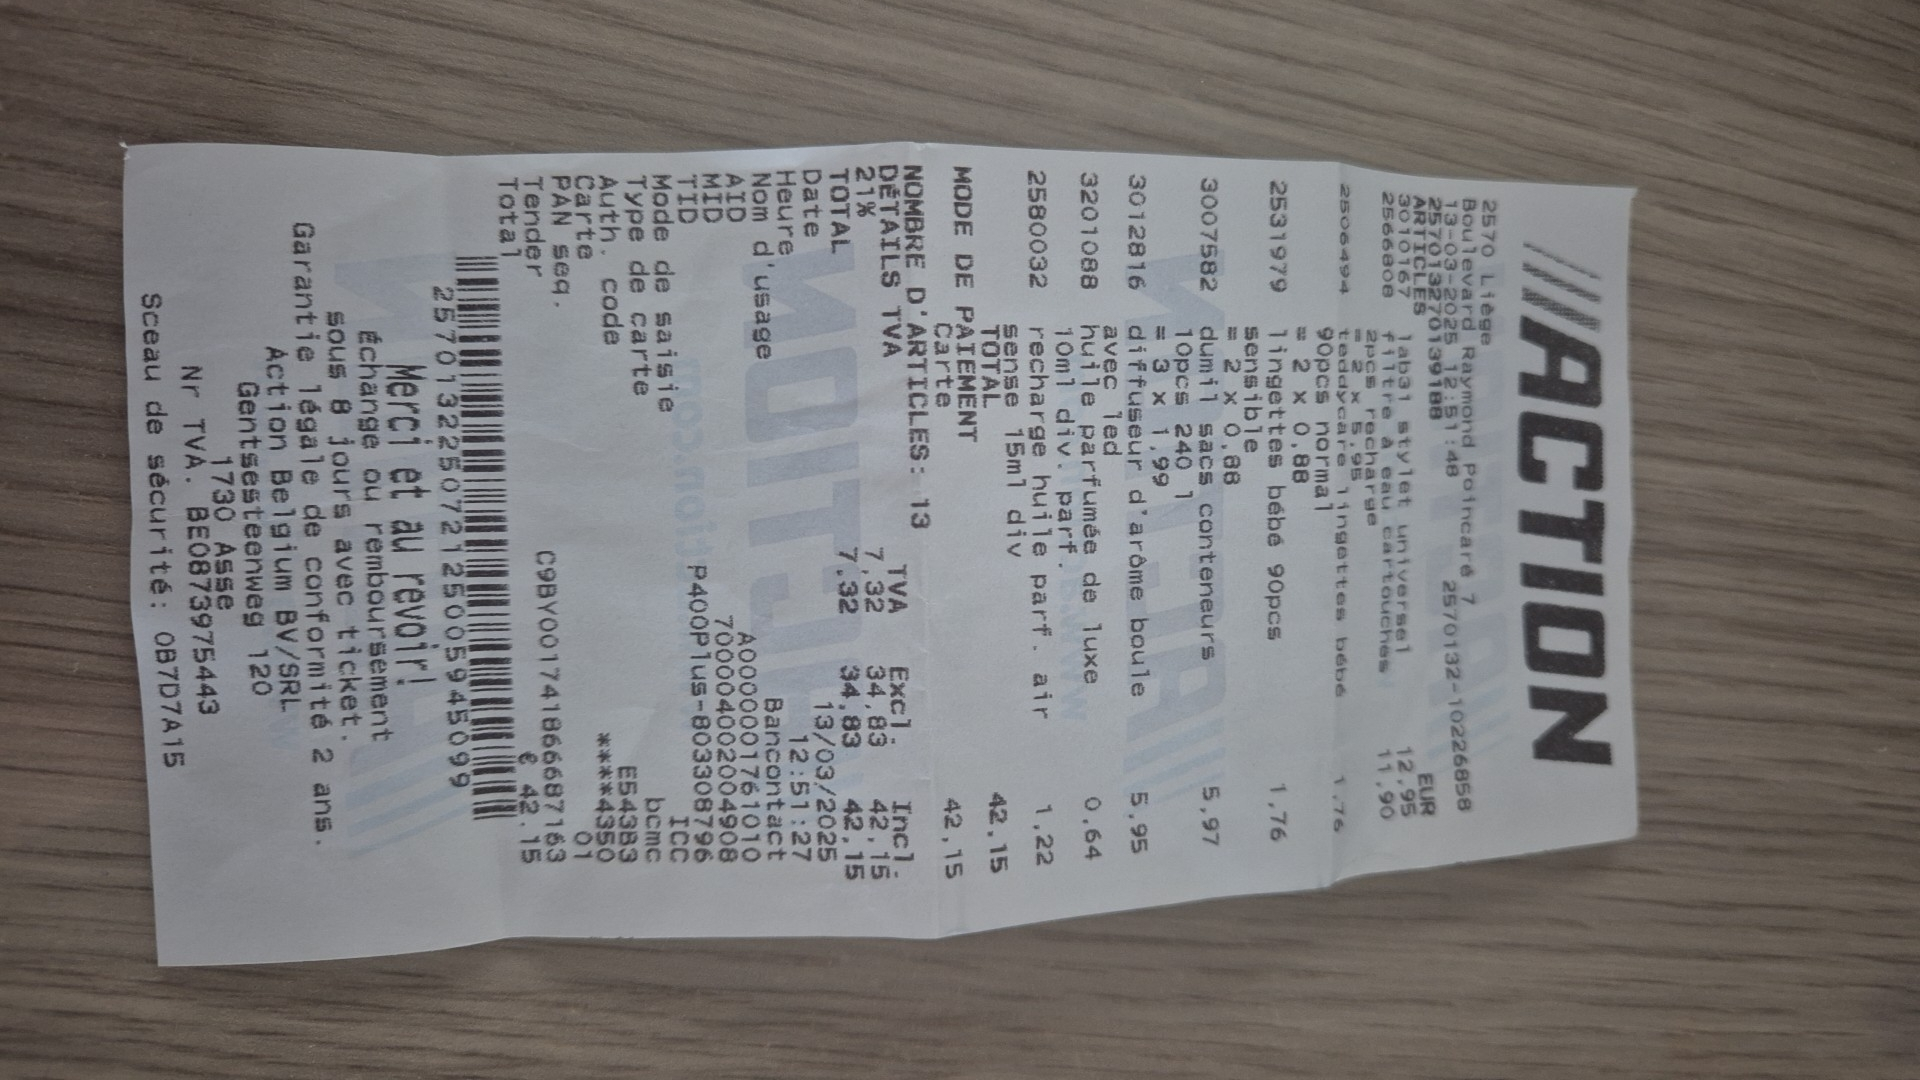 ACTION
2570 Liège
Boulevard Raymond Poincaré 7
13-03-2025 12:51:48 2570132-10226858
257013270139188
ARTICLES EUR
3010167 lab31 stylet universel 12,95
2566808 filtre à eau cartouches 11,90
2pcs recharge
= 2 x 5,95
2506494 teddycare lingettes bébé 1,76
90pcs normal
= 2 x 0,88
2531979 lingettes bébé 90pcs 1,76
sensible
= 2 x 0,88
3007582 dumil sacs conteneurs 5,97
10pcs 240 l
= 3 x 1,99
3012816 diffuseur d'arôme boule 5,95
avec led
3201088 huile parfumée de luxe 0,64
10ml div. parf.
2580032 recharge huile parf. air 1,22
sense 15ml div
TOTAL 42,15
MODE DE PAIEMENT
Carte 42,15
NOMBRE D'ARTICLES: 13
DÉTAILS TVA TVA Excl. Incl.
21% 7,32 34,83 42,15
TOTAL 7,32 34,83 42,15
Date 13/03/2025
Heure 12:51:27
Nom d'usage Bancontact
AID A0000001761010
MID 700004002004908
TID P400Plus-803308796
Mode de saisie ICC
Type de carte bcmc
Auth. code E543B3
Carte ****4350
PAN seq. 01
Tender C9BY001741866687163
Total € 42.15
257013225072125005945099
Merci et au revoir!
Échange ou remboursement
sous 8 jours avec ticket.
Garantie légale de conformité 2 ans.
Action Belgium BV/SRL
Gentsesteenweg 120
1730 Asse
Nr TVA. BE0873975443
Sceau de sécurité: 0B7D7A15